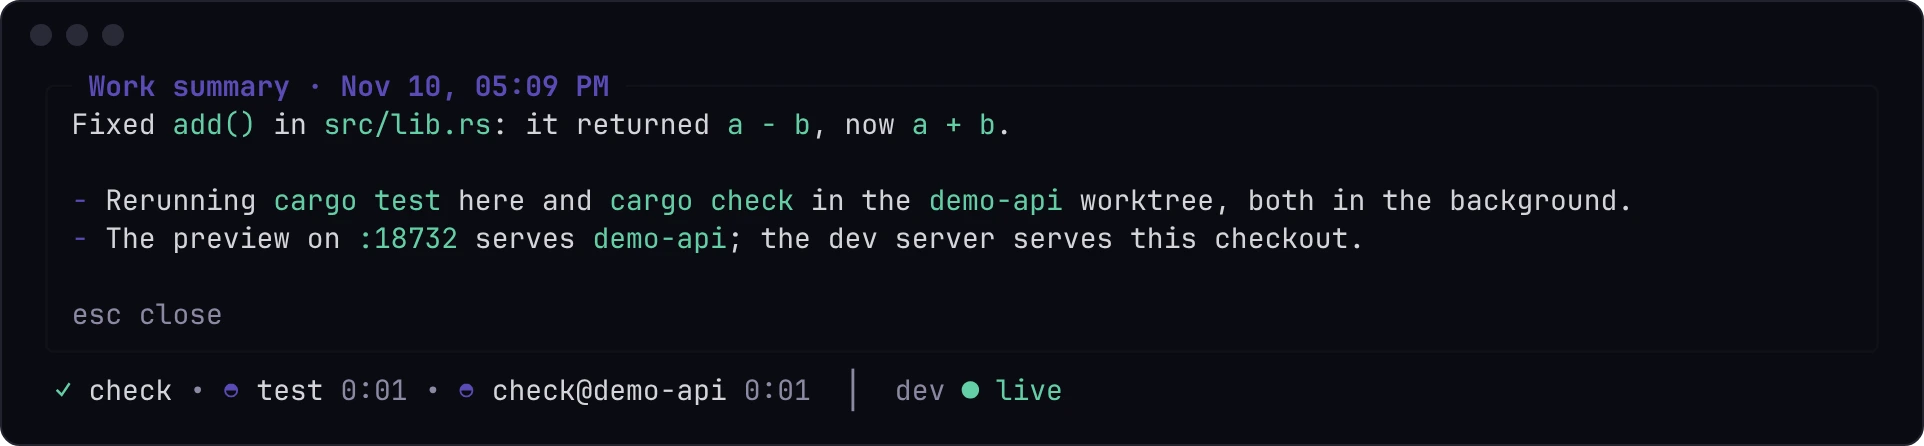 Work summary · Nov 10, 05:09 PM
Fixed add() in src/lib.rs: it returned a - b, now a + b.
- Rerunning cargo test here and cargo check in the demo-api worktree, both in the background.
- The preview on :18732 serves demo-api; the dev server serves this checkout.
esc close
✓ check • test 0:01 • check@demo-api 0:01 │ dev ● live